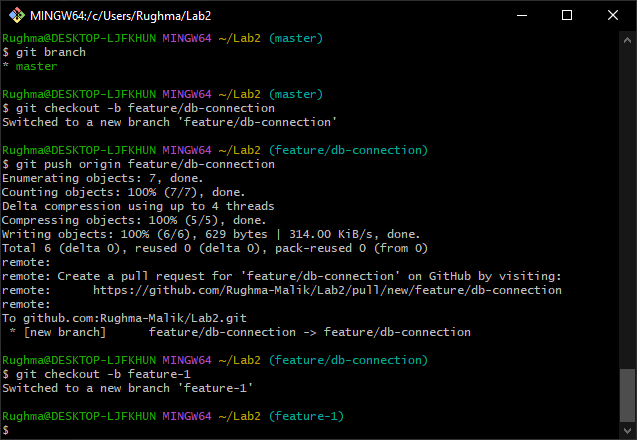 MINGW64:/c/Users/Rughma/Lab2
Rughma@DESKTOP-LJFKHUN MINGW64 ~/Lab2 (master)
$ git branch
* master
Rughma@DESKTOP-LJFKHUN MINGW64 ~/Lab2 (master)
$ git checkout -b feature/db-connection
Switched to a new branch 'feature/db-connection'
Rughma@DESKTOP-LJFKHUN MINGW64 ~/Lab2 (feature/db-connection)
$ git push origin feature/db-connection
Enumerating objects: 7, done.
Counting objects: 100% (7/7), done.
Delta compression using up to 4 threads
Compressing objects: 100% (5/5), done.
Writing objects: 100% (6/6), 629 bytes | 314.00 KiB/s, done.
Total 6 (delta 0), reused 0 (delta 0), pack-reused 0 (from 0)
remote:
remote: Create a pull request for 'feature/db-connection' on GitHub by visiting:
remote:      https://github.com/Rughma-Malik/Lab2/pull/new/feature/db-connection
remote:
To github.com:Rughma-Malik/Lab2.git
 * [new branch]      feature/db-connection -> feature/db-connection
Rughma@DESKTOP-LJFKHUN MINGW64 ~/Lab2 (feature/db-connection)
$ git checkout -b feature-1
Switched to a new branch 'feature-1'
Rughma@DESKTOP-LJFKHUN MINGW64 ~/Lab2 (feature-1)
$